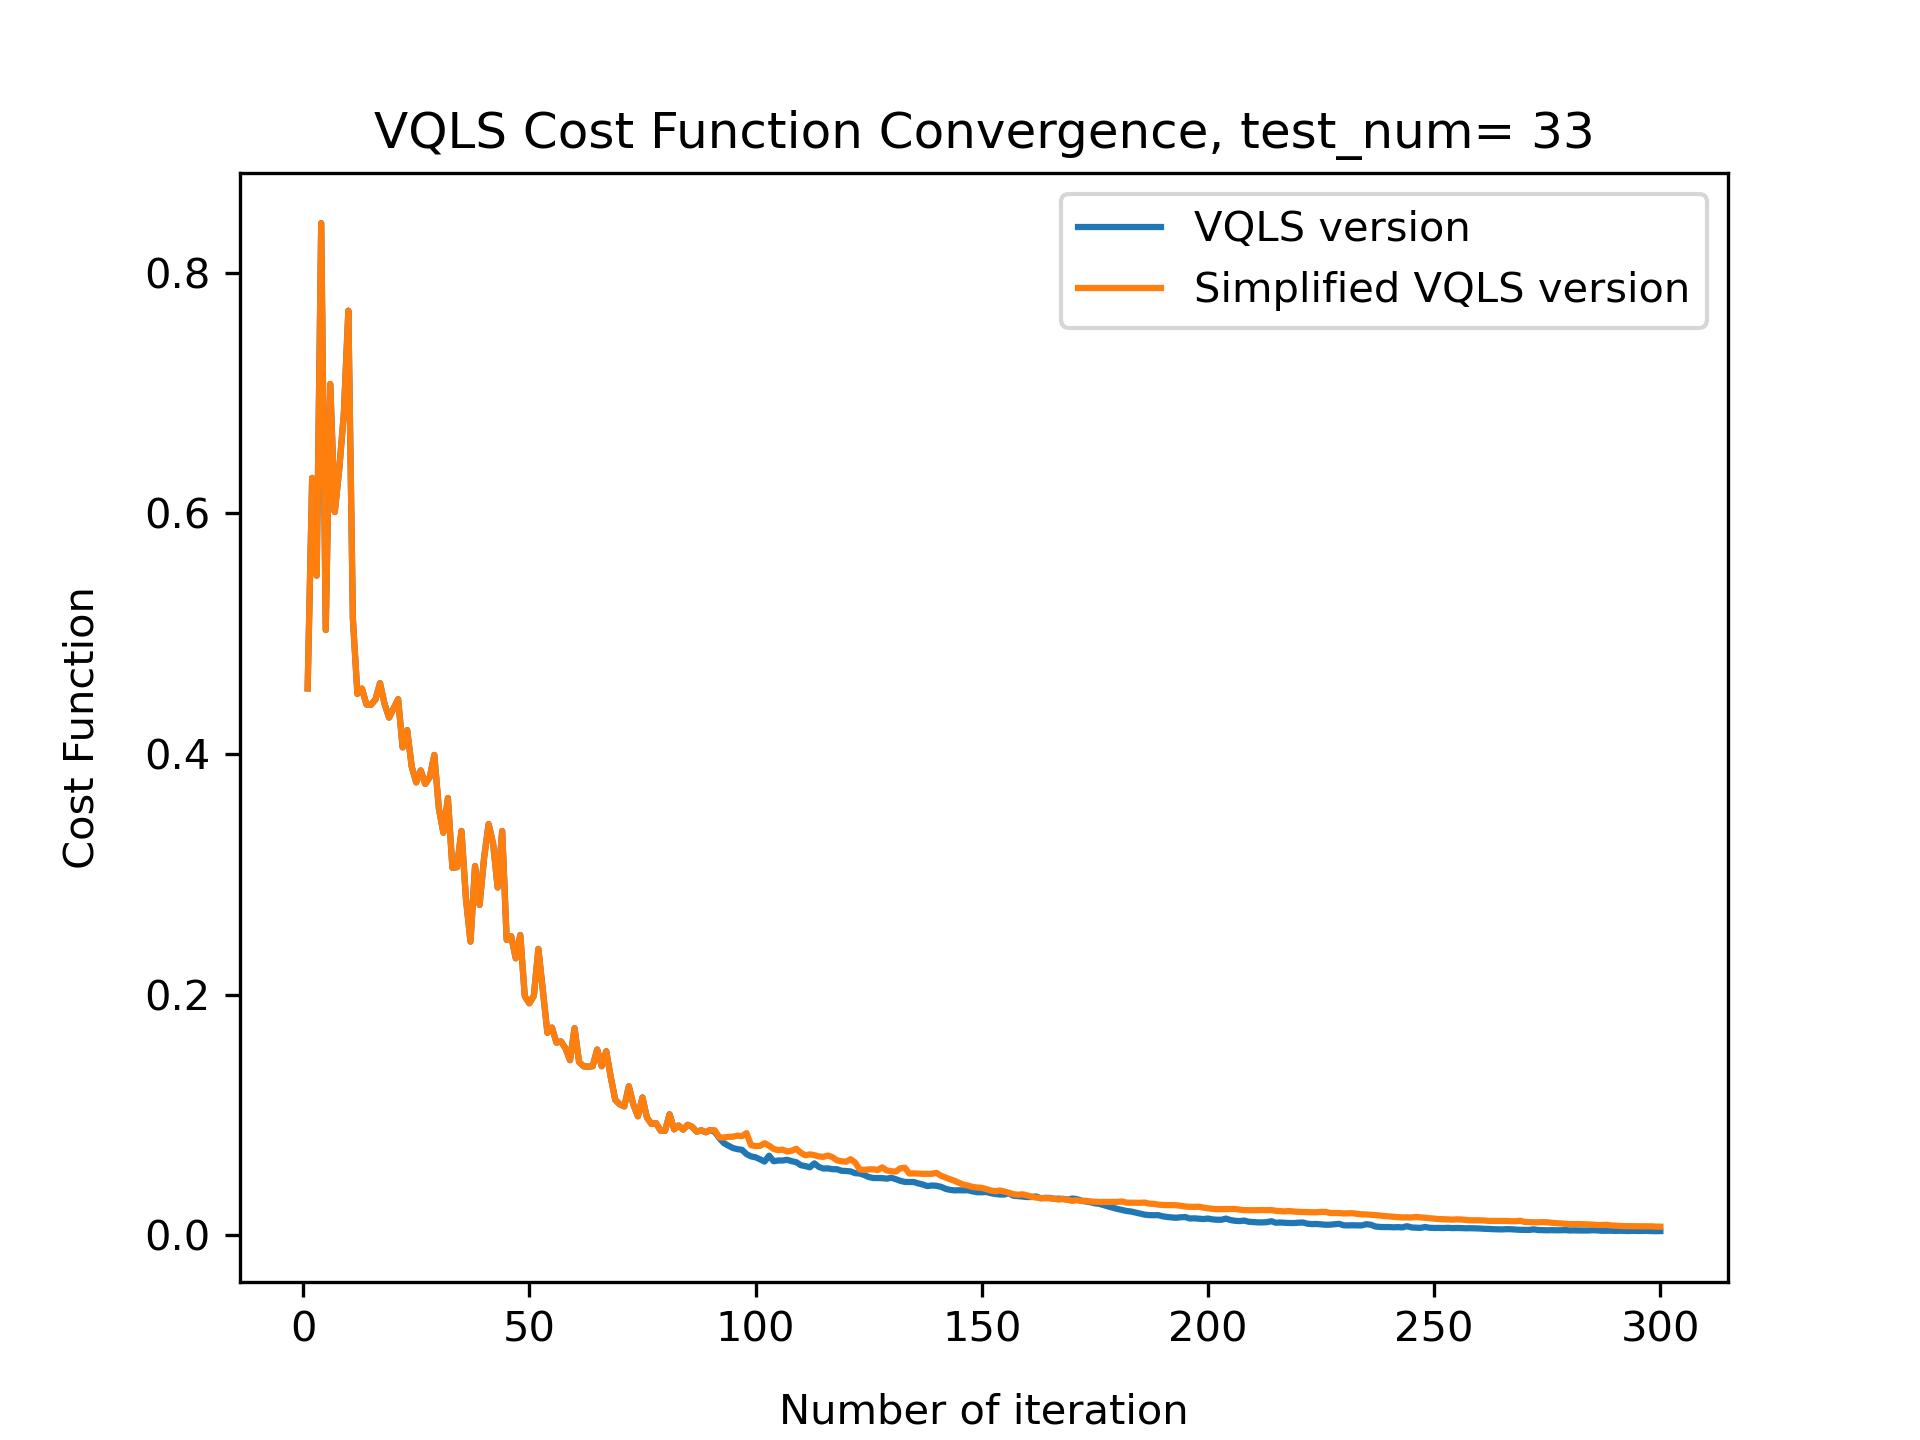 VQLS Cost Function Convergence, test_num= 33
VQLS version
Simplified VQLS version
Cost Function
0.8
0.6
0.4
0.2
0.0
0 50 100 150 200 250 300
Number of iteration